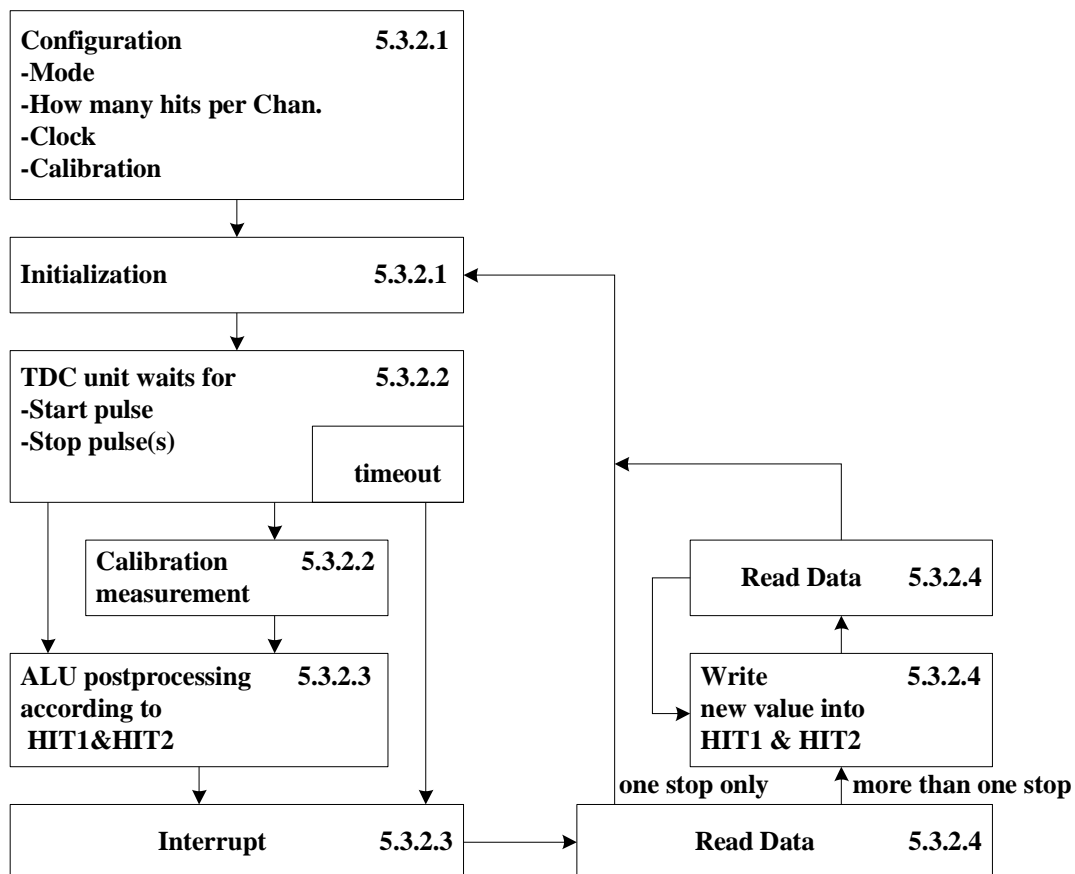 Configuration 5.3.2.1
-Mode
-How many hits per Chan.
-Clock
-Calibration
Initialization 5.3.2.1
TDC unit waits for 5.3.2.2
-Start pulse
-Stop pulse(s)
timeout
Calibration 5.3.2.2
measurement
ALU postprocessing 5.3.2.3
according to
HIT1&HIT2
Interrupt 5.3.2.3
Read Data 5.3.2.4
Write 5.3.2.4
new value into
HIT1 & HIT2
one stop only
more than one stop
Read Data 5.3.2.4